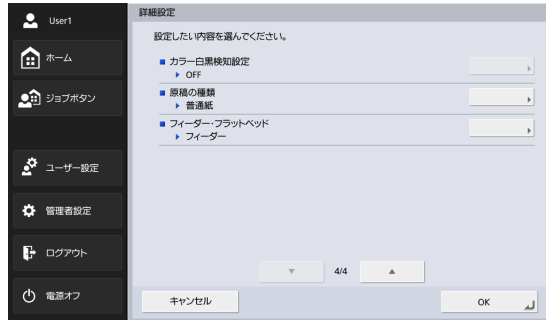 User1
ホーム
ジョブボタン
ユーザー設定
管理者設定
ログアウト
電源オフ
詳細設定
設定したい内容を選んでください。
カラー白黒検知設定
OFF
原稿の種類
普通紙
フィーダー・フラットベッド
フィーダー
4/4
キャンセル
OK